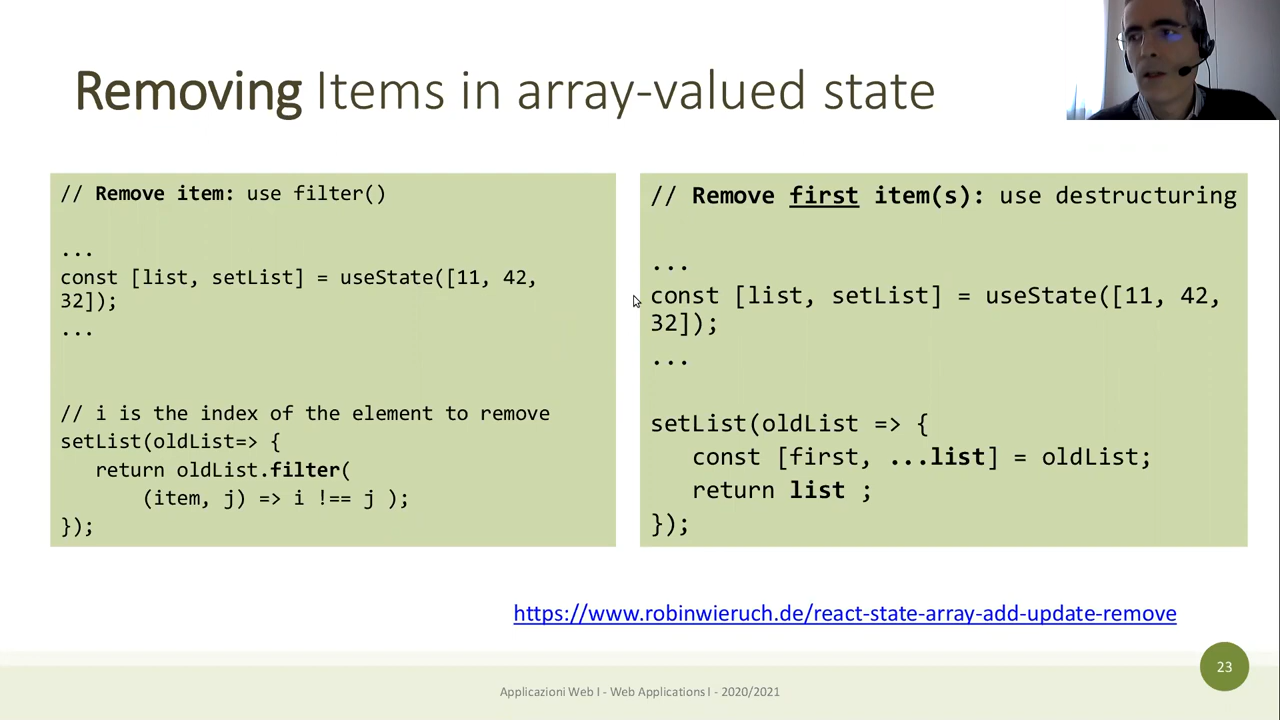 Removing Items in array-valued state
// Remove item: use filter()
...
const [list, setList] = useState([11, 42,
32]);
...
// i is the index of the element to remove
setList(oldList=> {
return oldList.filter(
(item, j) => i !== j );
});
// Remove first item(s): use destructuring
...
const [list, setList] = useState([11, 42,
32]);
...
setList(oldList => {
const [first, ...list] = oldList;
return list ;
});
https://www.robinwieruch.de/react-state-array-add-update-remove
23
Applicazioni Web I - Web Applications I - 2020/2021